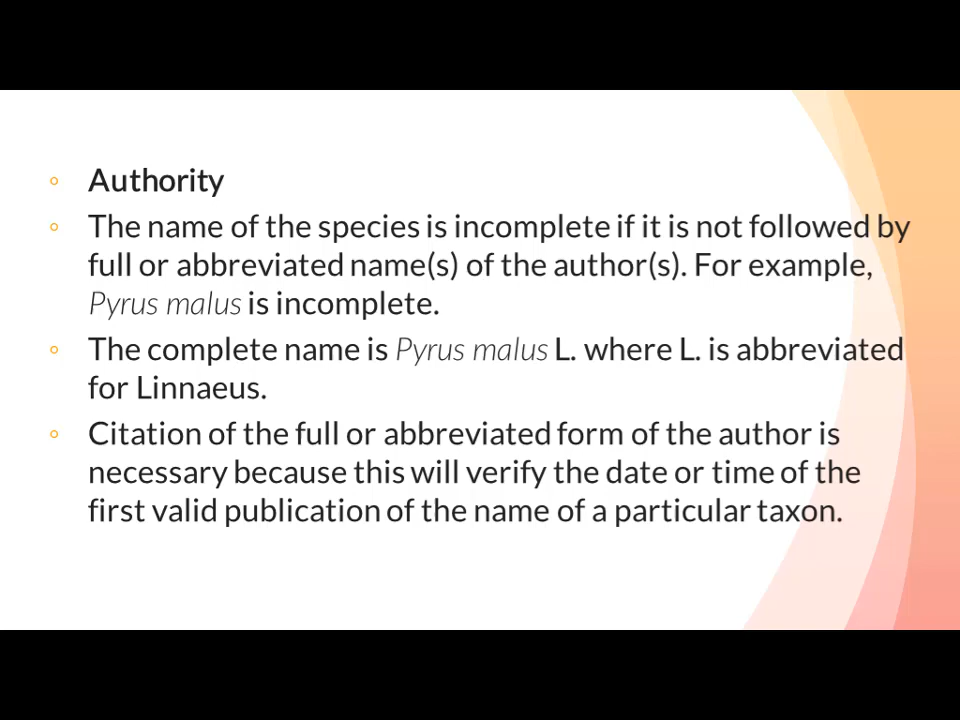 Authority
The name of the species is incomplete if it is not followed by
full or abbreviated name(s) of the author(s). For example,
Pyrus malus is incomplete.
The complete name is Pyrus malus L. where L. is abbreviated
for Linnaeus.
Citation of the full or abbreviated form of the author is
necessary because this will verify the date or time of the
first valid publication of the name of a particular taxon.